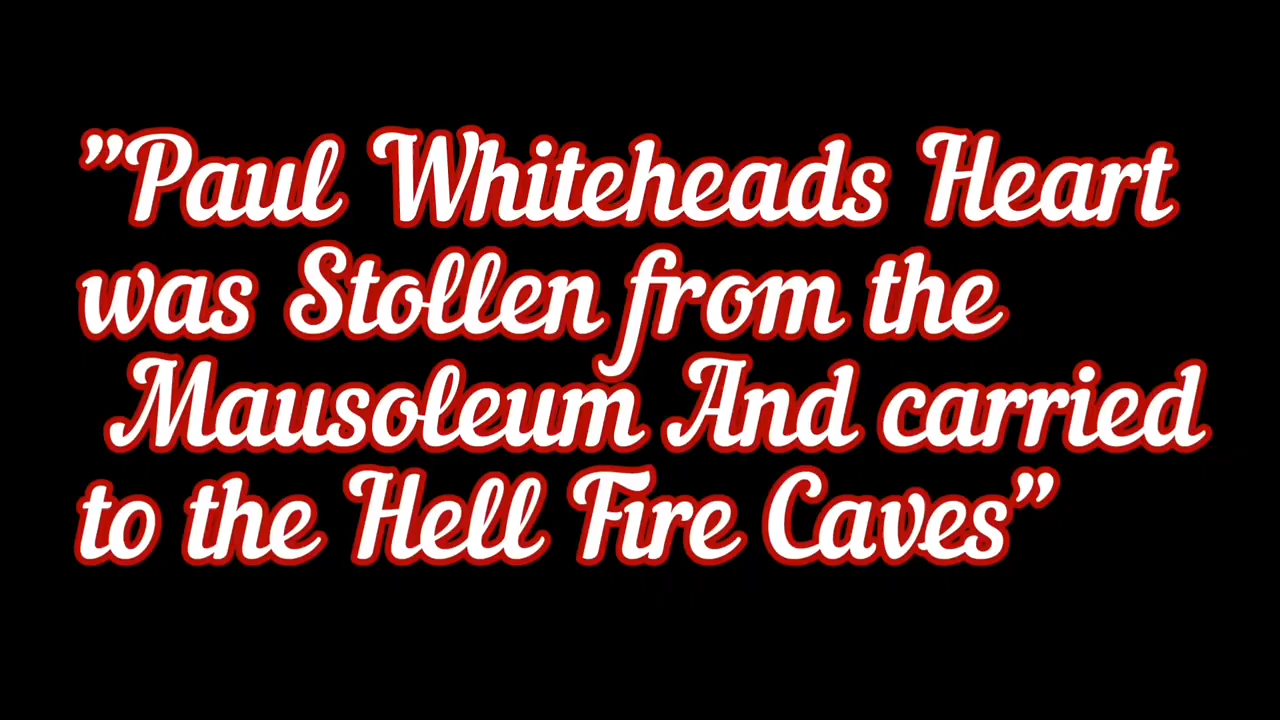 ”Paul Whiteheads Heart
was Stollen from the
Mausoleum And carried
to the Hell Fire Caves”